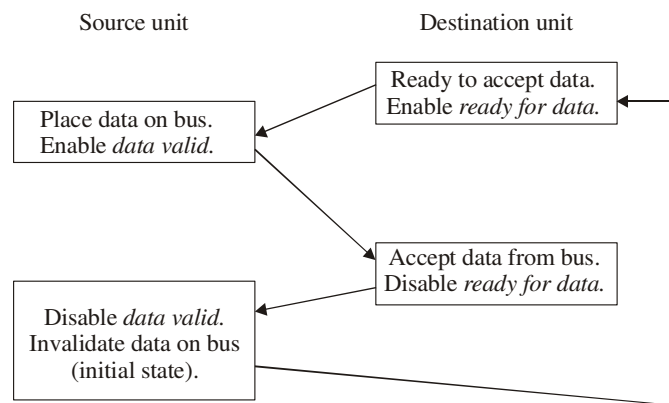 Source unit
Destination unit
Ready to accept data.
Enable ready for data.
Place data on bus.
Enable data valid.
Accept data from bus.
Disable ready for data.
Disable data valid.
Invalidate data on bus
(initial state).